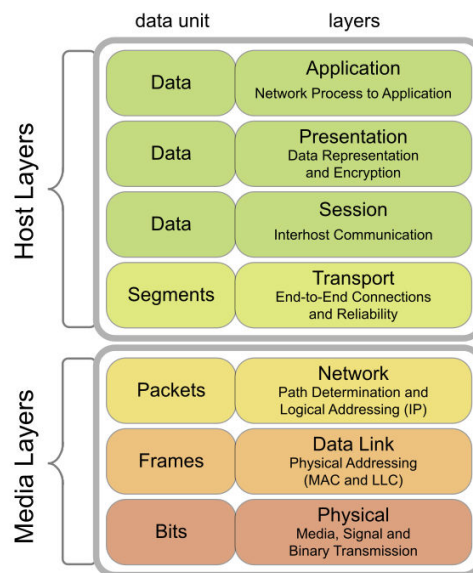 data unit layers
Host Layers
Data
Application
Network Process to Application
Data
Presentation
Data Representation
and Encryption
Data
Session
Interhost Communication
Segments
Transport
End-to-End Connections
and Reliability
Media Layers
Packets
Network
Path Determination and
Logical Addressing (IP)
Frames
Data Link
Physical Addressing
(MAC and LLC)
Bits
Physical
Media, Signal and
Binary Transmission